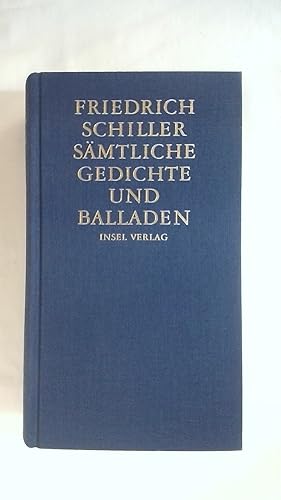 FRIEDRICH
SCHILLER
SÄMTLICHE
GEDICHTE
UND
BALLADEN
INSEL VERLAG